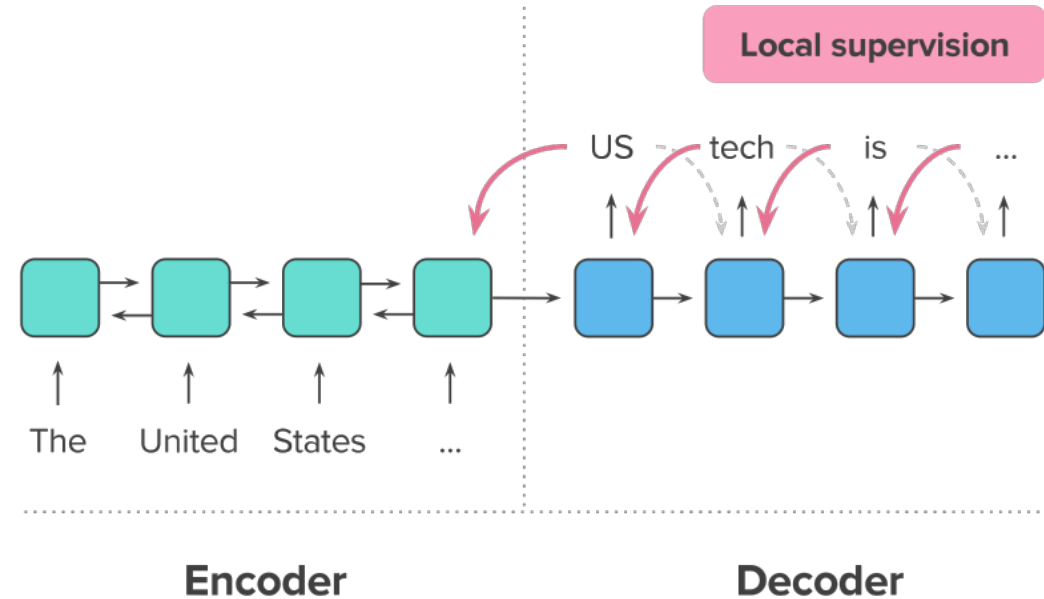 Local supervision
US tech is ...
The United States ...
Encoder Decoder